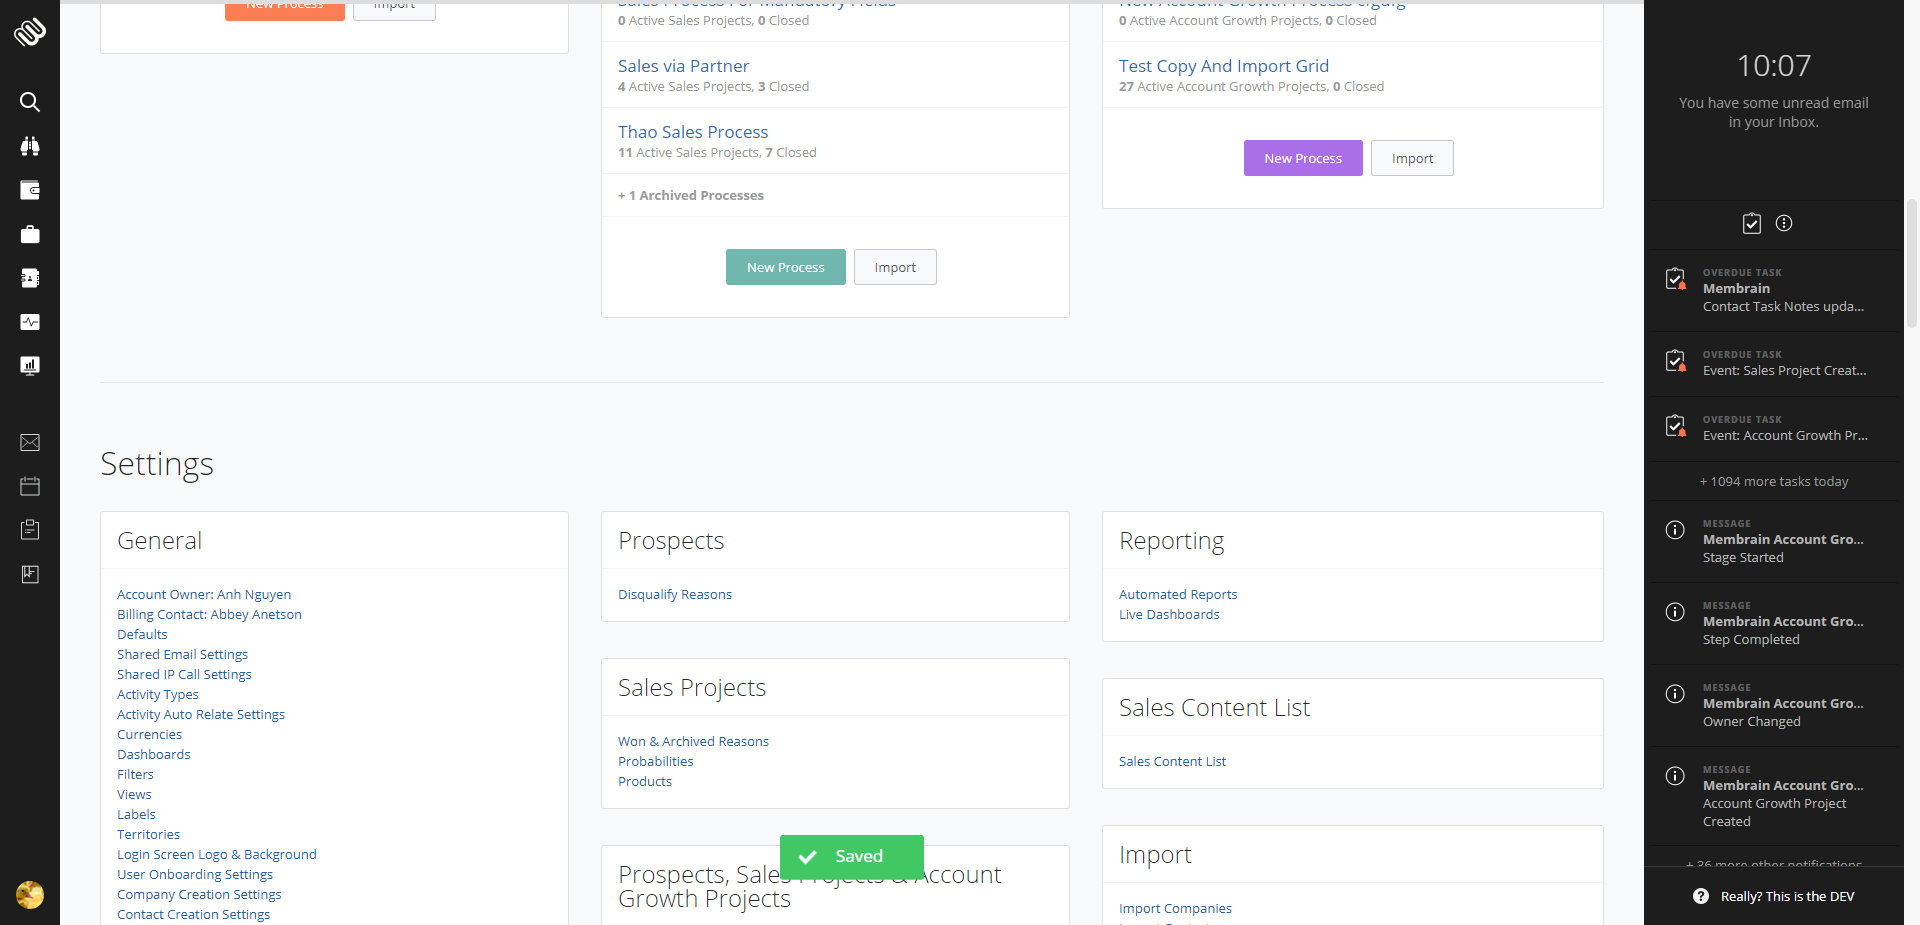 New Process
Import
Sales Process For Mandatory Fields
0 Active Sales Projects, 0 Closed
Sales via Partner
4 Active Sales Projects, 3 Closed
Thao Sales Process
11 Active Sales Projects, 7 Closed
+ 1 Archived Processes
New Process
Import
0 Active Account Growth Projects, 0 Closed
Test Copy And Import Grid
27 Active Account Growth Projects, 0 Closed
New Process
Import
Settings
General
Account Owner: Anh Nguyen
Billing Contact: Abbey Anetson
Defaults
Shared Email Settings
Shared IP Call Settings
Activity Types
Activity Auto Relate Settings
Currencies
Dashboards
Filters
Views
Labels
Territories
Login Screen Logo & Background
User Onboarding Settings
Company Creation Settings
Contact Creation Settings
Prospects
Disqualify Reasons
Sales Projects
Won & Archived Reasons
Probabilities
Products
Saved
Prospects, Sales Projects & Account
Growth Projects
Reporting
Automated Reports
Live Dashboards
Sales Content List
Sales Content List
Import
Import Companies
10:07
You have some unread email
in your Inbox.
OVERDUE TASK
Membrain
Contact Task Notes upda...
OVERDUE TASK
Event: Sales Project Creat...
OVERDUE TASK
Event: Account Growth Pr...
+ 1094 more tasks today
MESSAGE
Membrain Account Gro...
Stage Started
MESSAGE
Membrain Account Gro...
Step Completed
MESSAGE
Membrain Account Gro...
Owner Changed
MESSAGE
Membrain Account Gro...
Account Growth Project
Created
+ 36 more other notifications
Really? This is the DEV